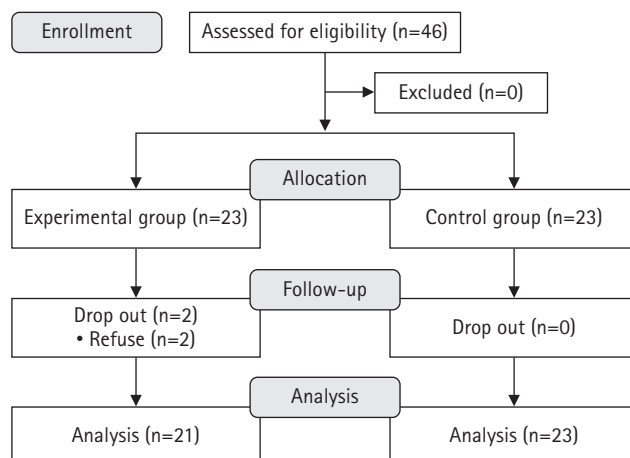 Enrollment
Assessed for eligibility (n=46)
Excluded (n=0)
Allocation
Experimental group (n=23)
Control group (n=23)
Follow-up
Drop out (n=2)
• Refuse (n=2)
Drop out (n=0)
Analysis
Analysis (n=21)
Analysis (n=23)